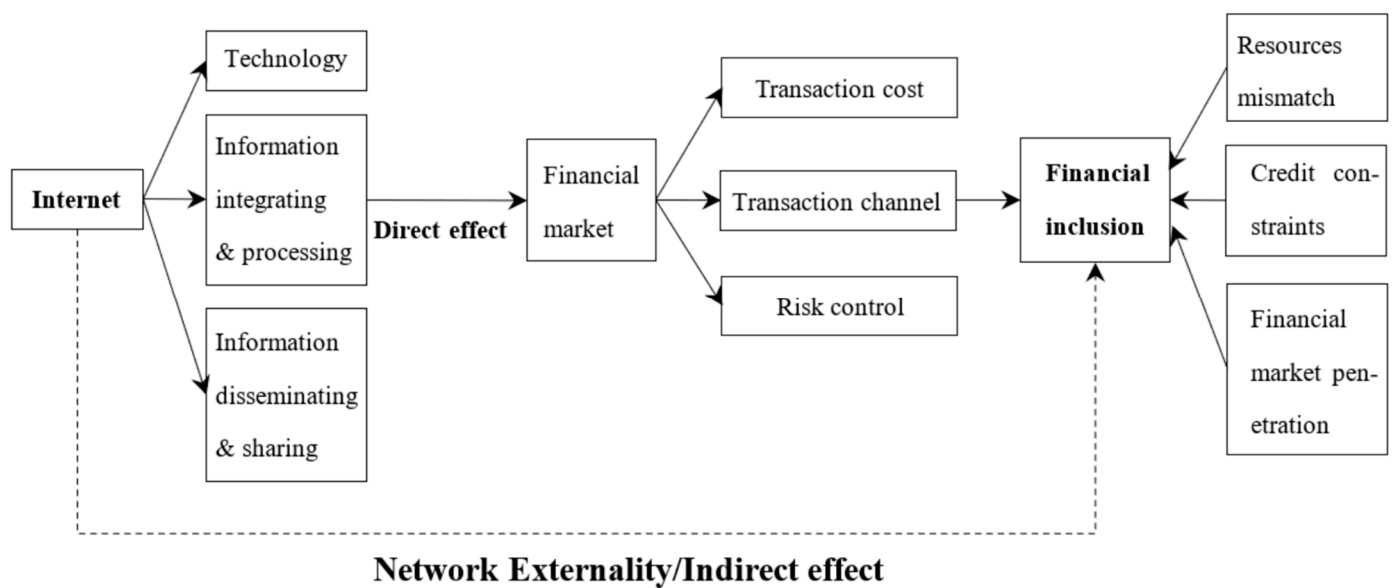 Internet
Technology
Information
integrating
& processing
Information
disseminating
& sharing
Direct effect
Financial
market
Transaction cost
Transaction channel
Risk control
Financial
inclusion
Resources
mismatch
Credit con-
straints
Financial
market pen-
etration
Network Externality/Indirect effect